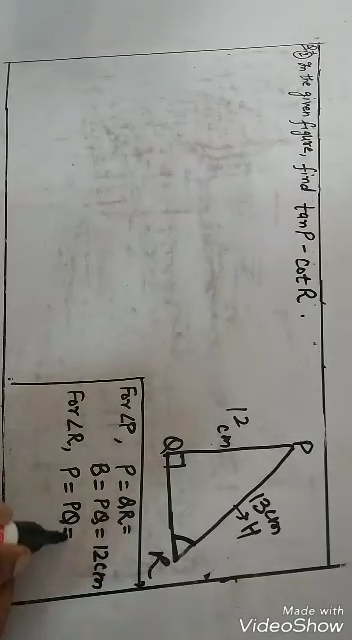 In the given figure, find tanP - cotR.
P
12
cm
13cm
H
Q
R
For ∠P, P = QR =
B = PQ = 12cm
For ∠R, P = PQ =
Made with
VideoShow